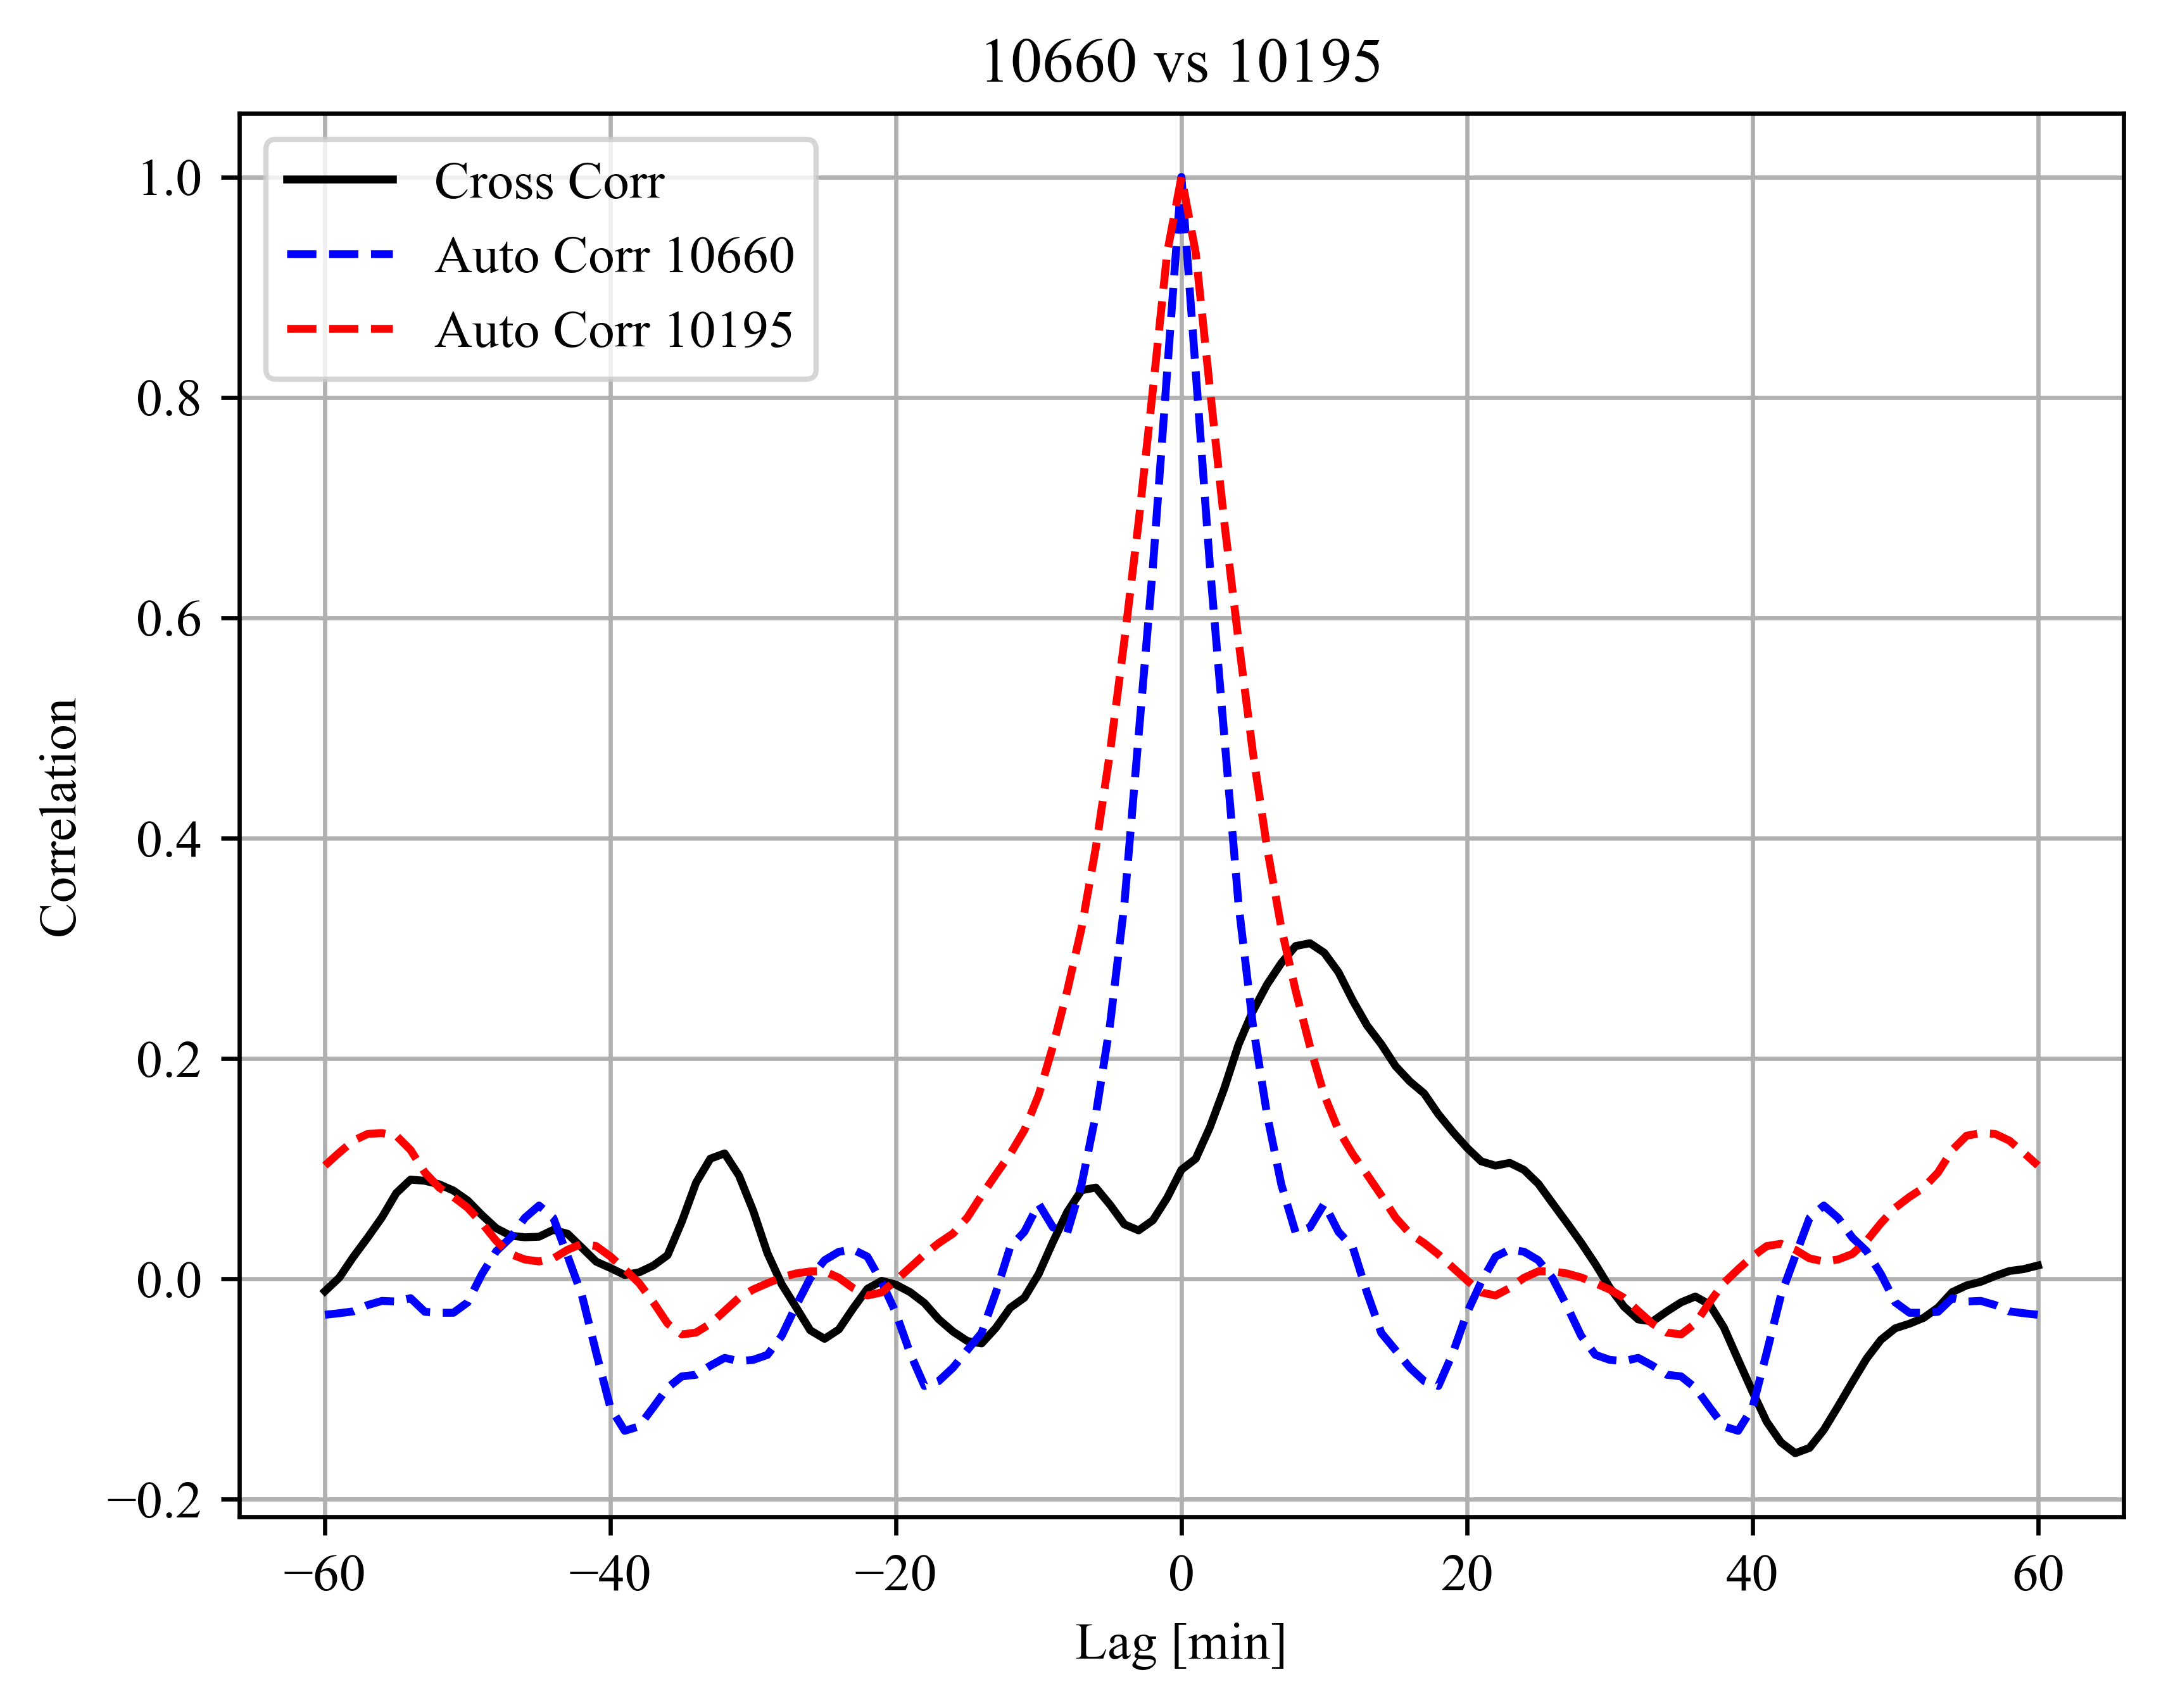 10660 vs 10195
Cross Corr
Auto Corr 10660
Auto Corr 10195
1.0
0.8
0.6
0.4
0.2
0.0
−0.2
Correlation
−60 −40 −20 0 20 40 60
Lag [min]